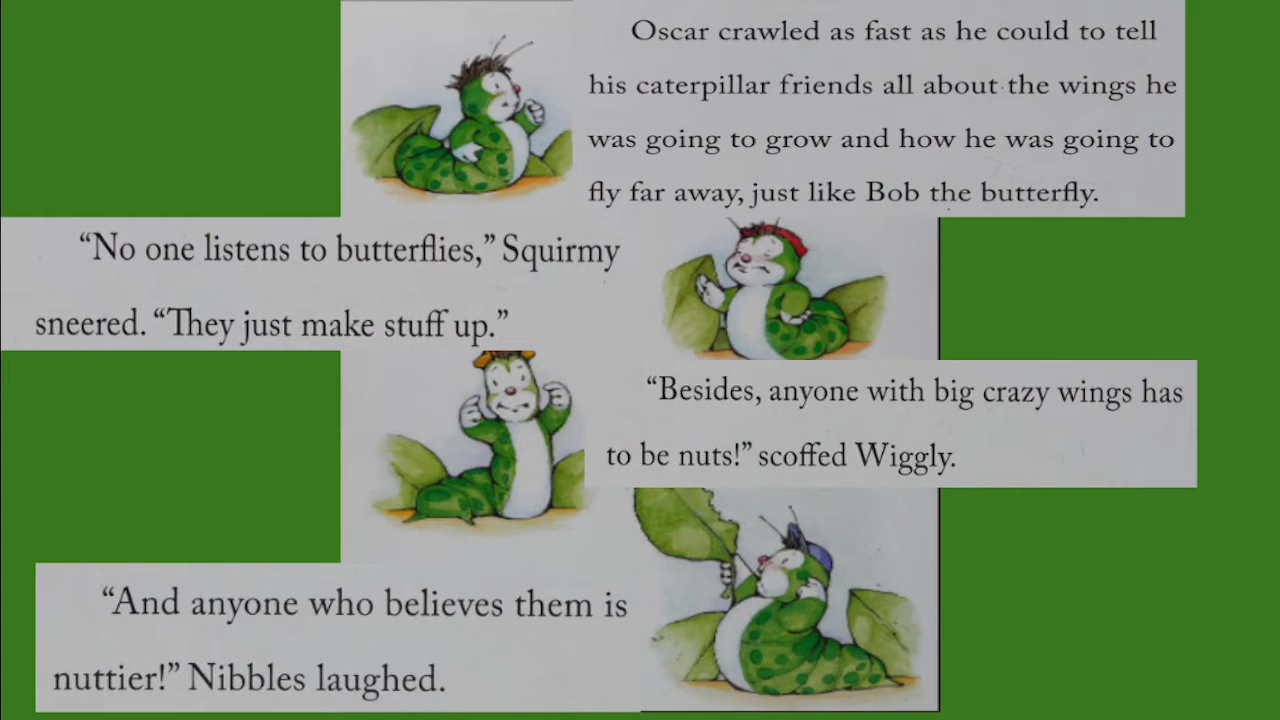 Oscar crawled as fast as he could to tell
his caterpillar friends all about the wings he
was going to grow and how he was going to
fly far away, just like Bob the butterfly.
“No one listens to butterflies,” Squirmy
sneered. “They just make stuff up.”
“Besides, anyone with big crazy wings has
to be nuts!” scoffed Wiggly.
“And anyone who believes them is
nuttier!” Nibbles laughed.